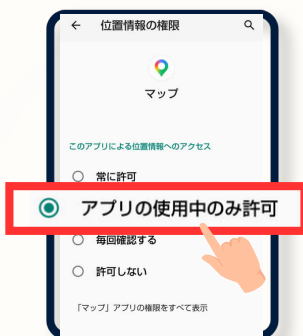 位置情報の権限
マップ
このアプリによる位置情報へのアクセス
常に許可
アプリの使用中のみ許可
毎回確認する
許可しない
「マップ」アプリの権限をすべて表示